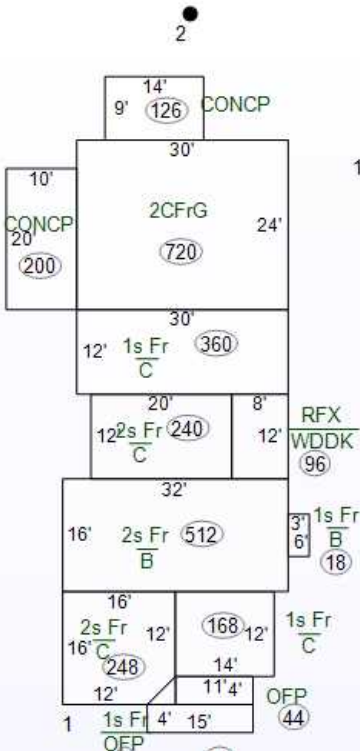 2
14'
9' 126 CONCP
30'
10'
1
CONCP
20'
200
2CFrG
24'
720
30'
12' 1s Fr 360
C
20' 8'
12' 2s Fr 240 12'
C
RFX
WDDK
96
32'
16' 2s Fr 512
B
3' 1s Fr
6' B
18
16'
2s Fr 12'
16' C
248
12'
168 12'
14'
1s Fr
C
11' 4'
OFP
44
1 1s Fr 4' 15'
OFP